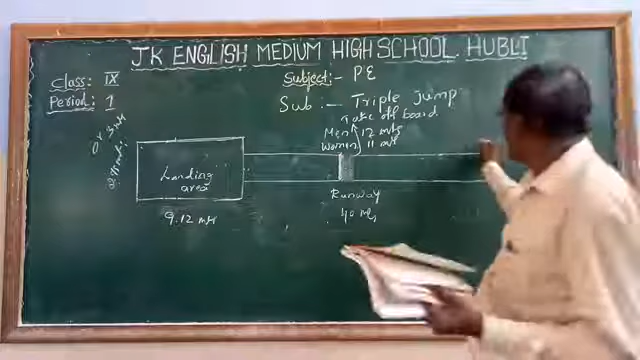 JK ENGLISH MEDIUM HIGH SCHOOL. HUBLI
Class:- IX
Period:- 1
Subject:- PE
Sub :- Triple jump
Take off board
Men 12 mts
Women 11 mts
Landing
area
9.12 mts
Runway
40 mts